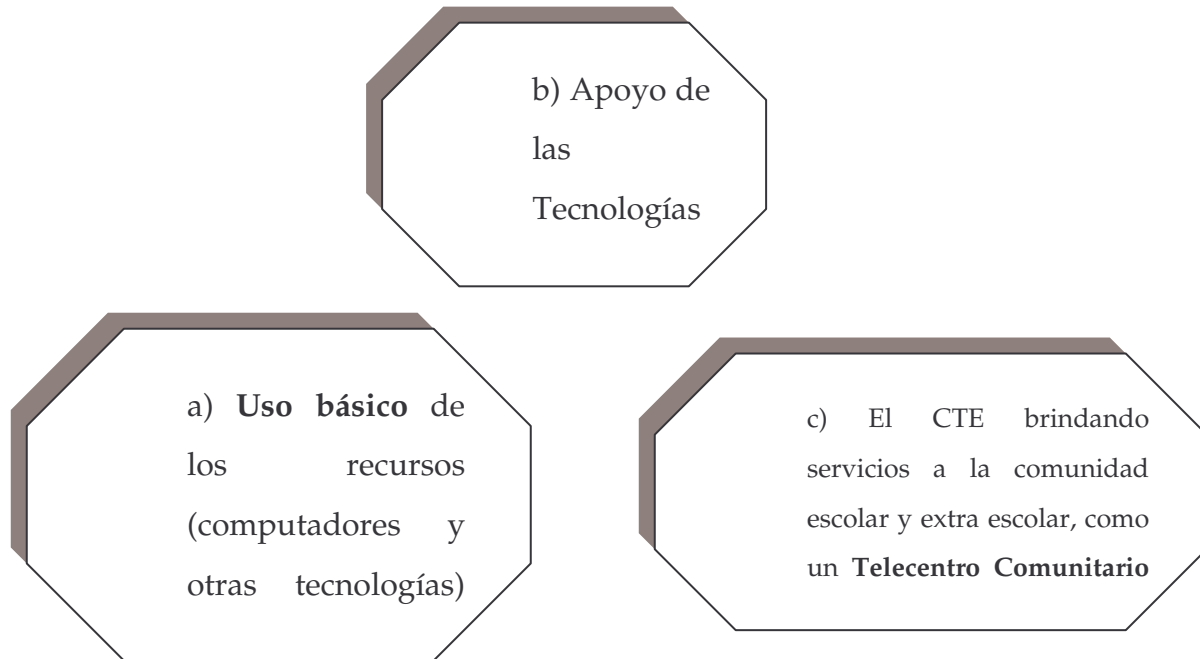 b) Apoyo de
las
Tecnologías
a) Uso básico de
los recursos
(computadores y
otras tecnologías)
c) El CTE brindando
servicios a la comunidad
escolar y extra escolar, como
un Telecentro Comunitario